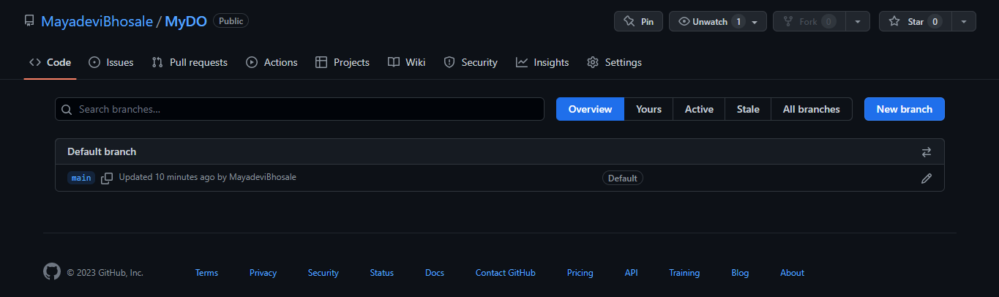 MayadeviBhosale / MyDO Public Pin Unwatch 1 Fork 0 Star 0
Code Issues Pull requests Actions Projects Wiki Security Insights Settings
Search branches... Overview Yours Active Stale All branches New branch
Default branch
main Updated 10 minutes ago by MayadeviBhosale Default
© 2023 GitHub, Inc. Terms Privacy Security Status Docs Contact GitHub Pricing API Training Blog About